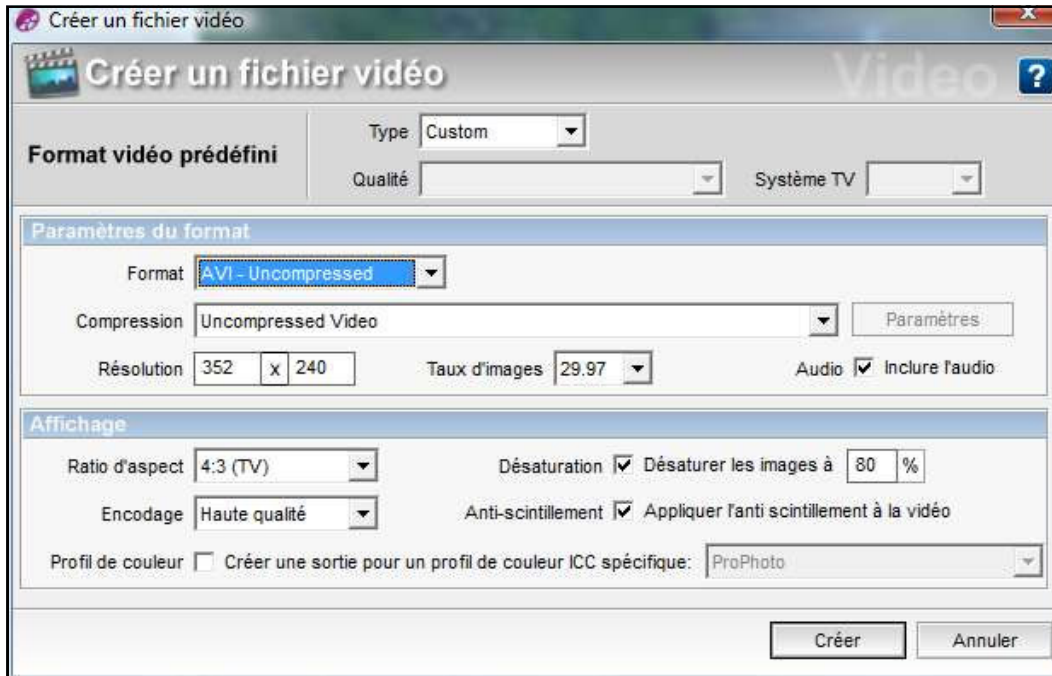 Créer un fichier vidéo
Créer un fichier vidéo Video ?
Format vidéo prédéfini
Type Custom
Qualité Système TV
Paramètres du format
Format AVI - Uncompressed
Compression Uncompressed Video Paramètres
Résolution 352 x 240 Taux d'images 29.97 Audio Inclure l'audio
Affichage
Ratio d'aspect 4:3 (TV) Désaturation Désaturer les images à 80 %
Encodage Haute qualité Anti-scintillement Appliquer l'anti scintillement à la vidéo
Profil de couleur Créer une sortie pour un profil de couleur ICC spécifique: ProPhoto
Créer Annuler